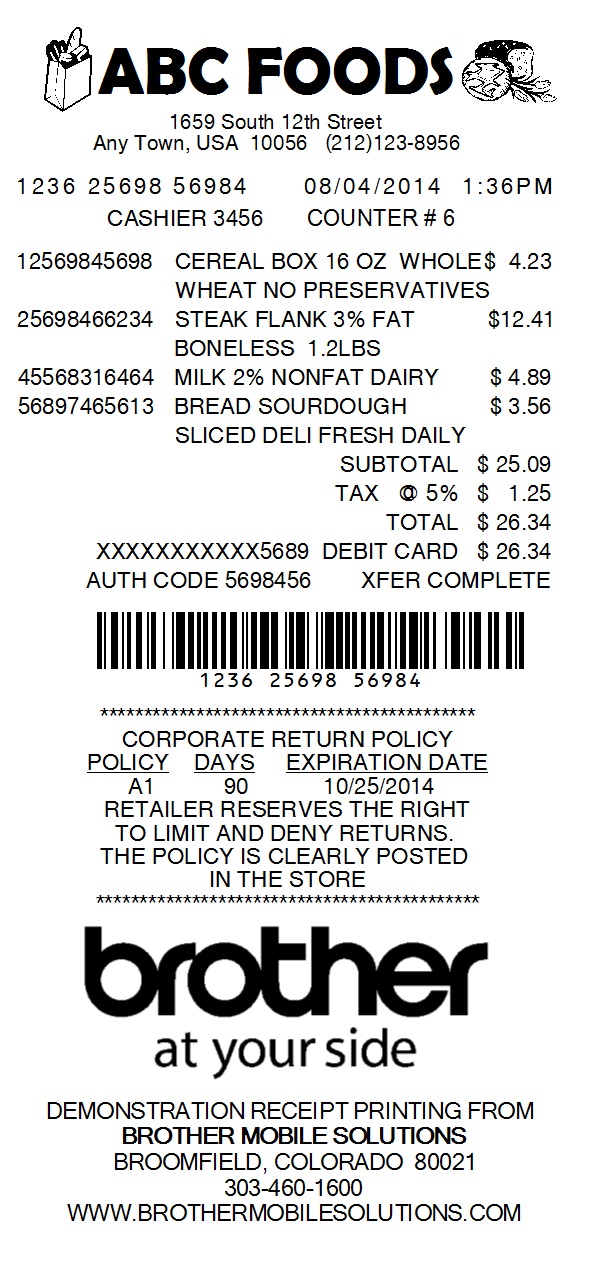 ABC FOODS
1659 South 12th Street
Any Town, USA 10056 (212)123-8956
1236 25698 56984 08/04/2014 1:36PM
CASHIER 3456 COUNTER # 6
12569845698 CEREAL BOX 16 OZ WHOLE $ 4.23
WHEAT NO PRESERVATIVES
25698466234 STEAK FLANK 3% FAT $12.41
BONELESS 1.2LBS
45568316464 MILK 2% NONFAT DAIRY $ 4.89
56897465613 BREAD SOURDOUGH $ 3.56
SLICED DELI FRESH DAILY
SUBTOTAL $ 25.09
TAX @ 5% $ 1.25
TOTAL $ 26.34
XXXXXXXXXXX5689 DEBIT CARD $ 26.34
AUTH CODE 5698456 XFER COMPLETE
1236 25698 56984
*******************************************
CORPORATE RETURN POLICY
POLICY DAYS EXPIRATION DATE
A1 90 10/25/2014
RETAILER RESERVES THE RIGHT
TO LIMIT AND DENY RETURNS.
THE POLICY IS CLEARLY POSTED
IN THE STORE
********************************************
brother
at your side
DEMONSTRATION RECEIPT PRINTING FROM
BROTHER MOBILE SOLUTIONS
BROOMFIELD, COLORADO 80021
303-460-1600
WWW.BROTHERMOBILESOLUTIONS.COM